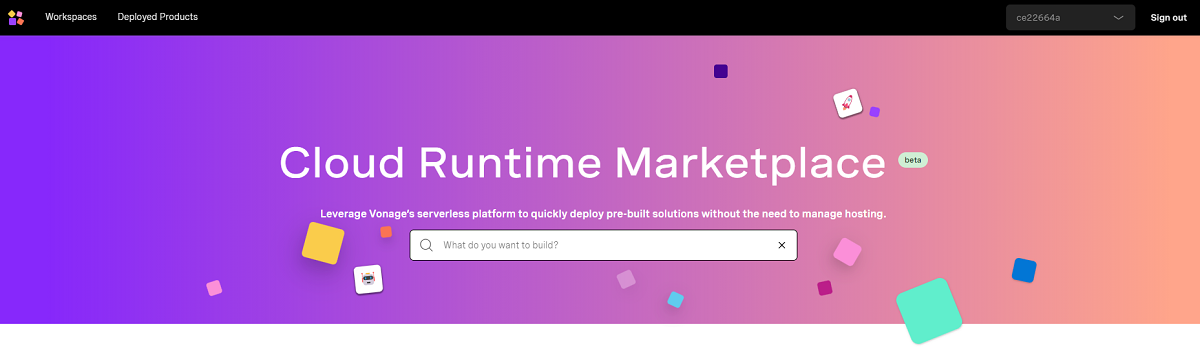 Workspaces
Deployed Products
ce22664a
Sign out
Cloud Runtime Marketplace
beta
Leverage Vonage's serverless platform to quickly deploy pre-built solutions without the need to manage hosting.
What do you want to build?